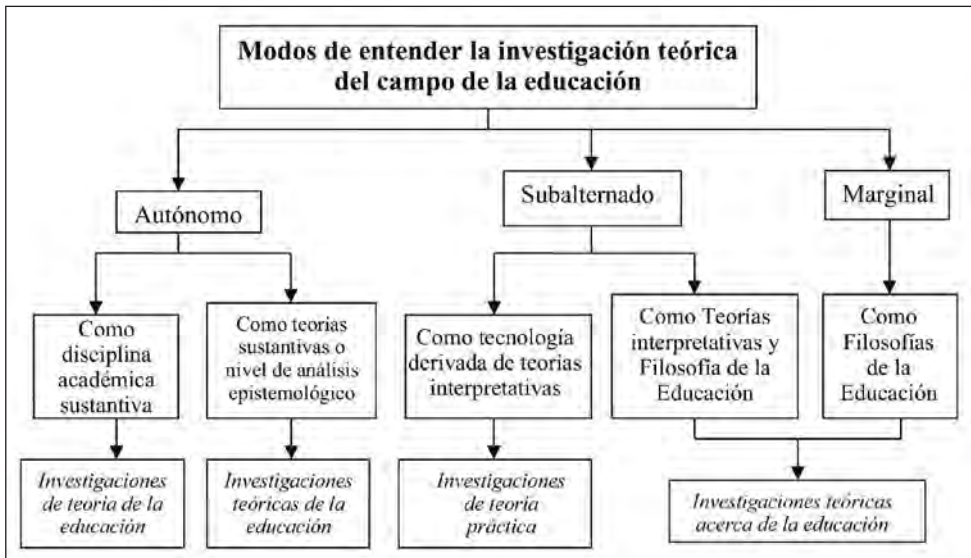 Modos de entender la investigación teórica
del campo de la educación
Autónomo
Subalternado
Marginal
Como
disciplina
académica
sustantiva
Como teorías
sustantivas o
nivel de análisis
epistemológico
Como tecnología
derivada de teorías
interpretativas
Como Teorías
interpretativas y
Filosofía de la
Educación
Como
Filosofías
de la
Educación
Investigaciones
de teoría de la
educación
Investigaciones
teóricas de la
educación
Investigaciones
de teoría
práctica
Investigaciones teóricas
acerca de la educación